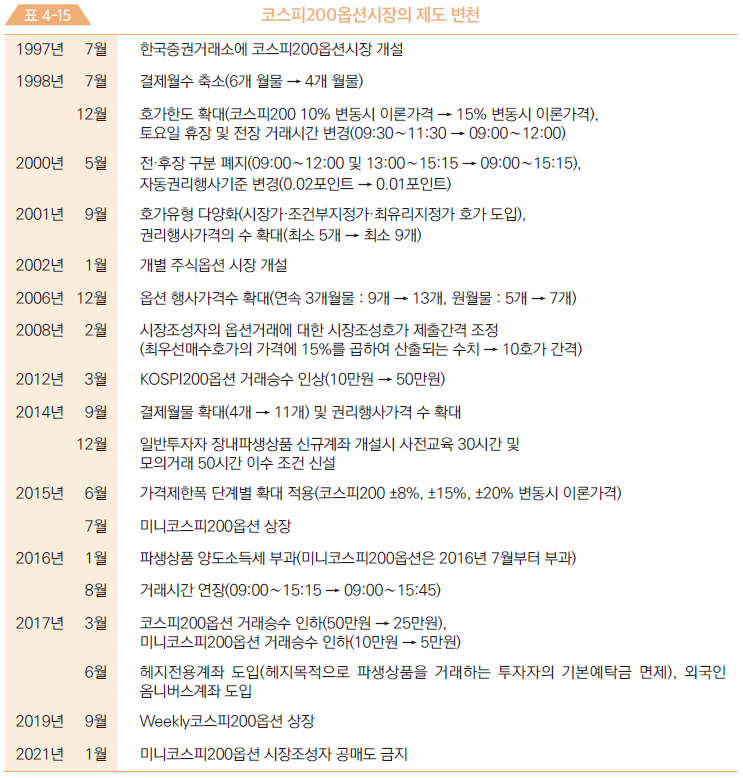 표 4-15 코스피200옵션시장의 제도 변천
1997년 7월 한국증권거래소에 코스피200옵션시장 개설
1998년 7월 결제월수 축소(6개 월물 → 4개 월물)
12월 호가한도 확대(코스피200 10% 변동시 이론가격 → 15% 변동시 이론가격),
토요일 휴장 및 전장 거래시간 변경(09:30~11:30 → 09:00~12:00)
2000년 5월 전·후장 구분 폐지(09:00~12:00 및 13:00~15:15 → 09:00~15:15),
자동권리행사기준 변경(0.02포인트 → 0.01포인트)
2001년 9월 호가유형 다양화(시장가·조건부지정가·최유리지정가 호가 도입),
권리행사가격의 수 확대(최소 5개 → 최소 9개)
2002년 1월 개별 주식옵션 시장 개설
2006년 12월 옵션 행사가격수 확대(연속 3개월물 : 9개 → 13개, 원월물 : 5개 → 7개)
2008년 2월 시장조성자의 옵션거래에 대한 시장조성호가 제출간격 조정
(최우선매수호가의 가격에 15%를 곱하여 산출되는 수치 → 10호가 간격)
2012년 3월 KOSPI200옵션 거래승수 인상(10만원 → 50만원)
2014년 9월 결제월물 확대(4개 → 11개) 및 권리행사가격 수 확대
12월 일반투자자 장내파생상품 신규계좌 개설시 사전교육 30시간 및
모의거래 50시간 이수 조건 신설
2015년 6월 가격제한폭 단계별 확대 적용(코스피200 ±8%, ±15%, ±20% 변동시 이론가격)
7월 미니코스피200옵션 상장
2016년 1월 파생상품 양도소득세 부과(미니코스피200옵션은 2016년 7월부터 부과)
8월 거래시간 연장(09:00~15:15 → 09:00~15:45)
2017년 3월 코스피200옵션 거래승수 인하(50만원 → 25만원),
미니코스피200옵션 거래승수 인하(10만원 → 5만원)
6월 헤지전용계좌 도입(헤지목적으로 파생상품을 거래하는 투자자의 기본예탁금 면제), 외국인
옴니버스계좌 도입
2019년 9월 Weekly코스피200옵션 상장
2021년 1월 미니코스피200옵션 시장조성자 공매도 금지